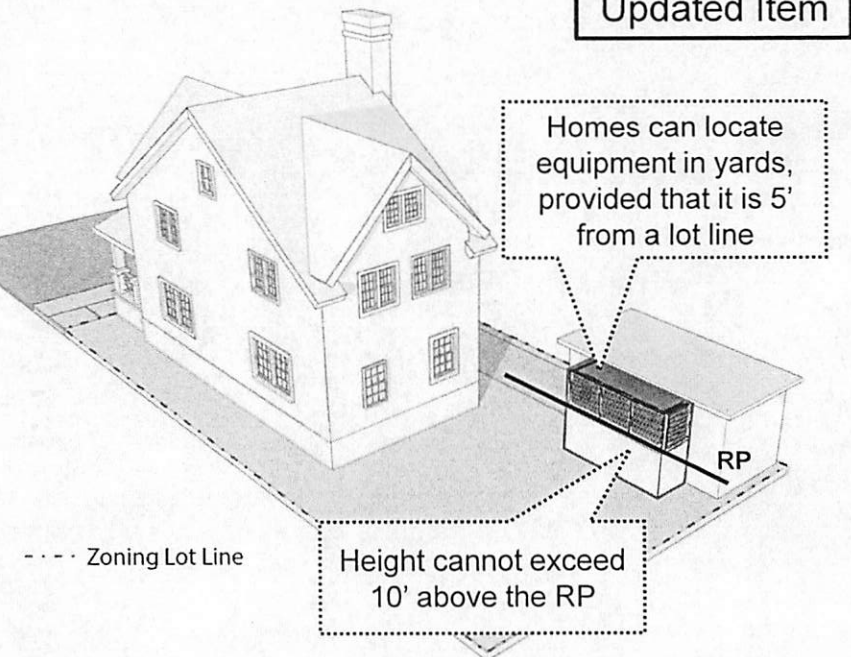 Updated Item
Homes can locate
equipment in yards,
provided that it is 5'
from a lot line
RP
Zoning Lot Line
Height cannot exceed
10' above the RP